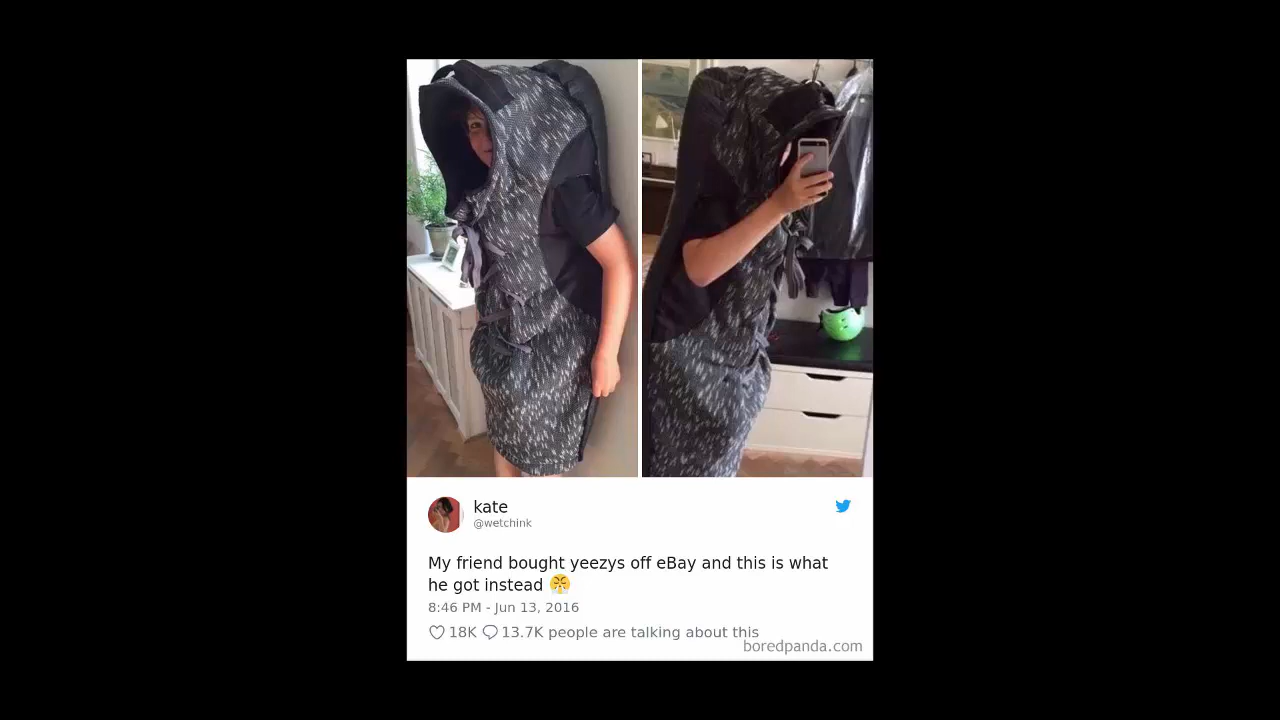 kate
@wetchink
My friend bought yeezys off eBay and this is what
he got instead 😤
8:46 PM - Jun 13, 2016
18K 13.7K people are talking about this
boredpanda.com